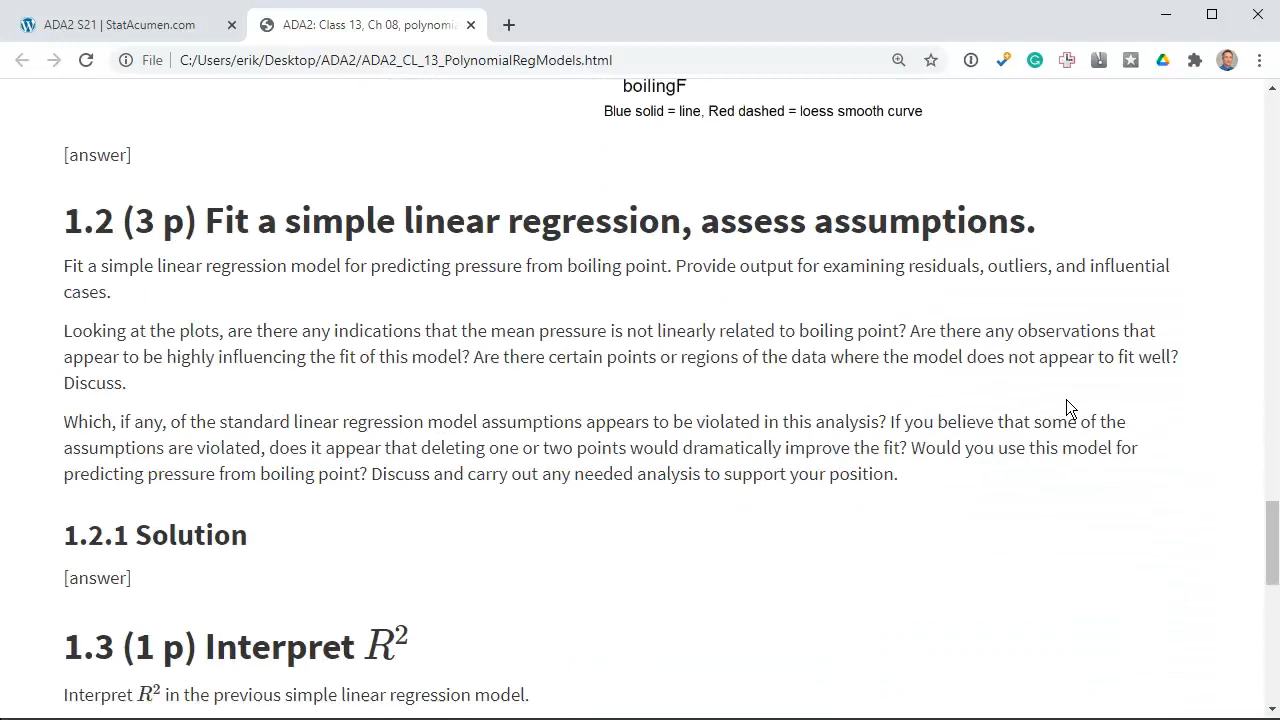 ADA2 S21 | StatAcumen.com
ADA2: Class 13, Ch 08, polynomia
File
C:/Users/erik/Desktop/ADA2/ADA2_CL_13_PolynomialRegModels.html
boilingF
Blue solid = line, Red dashed = loess smooth curve
[answer]
1.2 (3 p) Fit a simple linear regression, assess assumptions.
Fit a simple linear regression model for predicting pressure from boiling point. Provide output for examining residuals, outliers, and influential
cases.
Looking at the plots, are there any indications that the mean pressure is not linearly related to boiling point? Are there any observations that
appear to be highly influencing the fit of this model? Are there certain points or regions of the data where the model does not appear to fit well?
Discuss.
Which, if any, of the standard linear regression model assumptions appears to be violated in this analysis? If you believe that some of the
assumptions are violated, does it appear that deleting one or two points would dramatically improve the fit? Would you use this model for
predicting pressure from boiling point? Discuss and carry out any needed analysis to support your position.
1.2.1 Solution
[answer]
1.3 (1 p) Interpret R²
Interpret R² in the previous simple linear regression model.